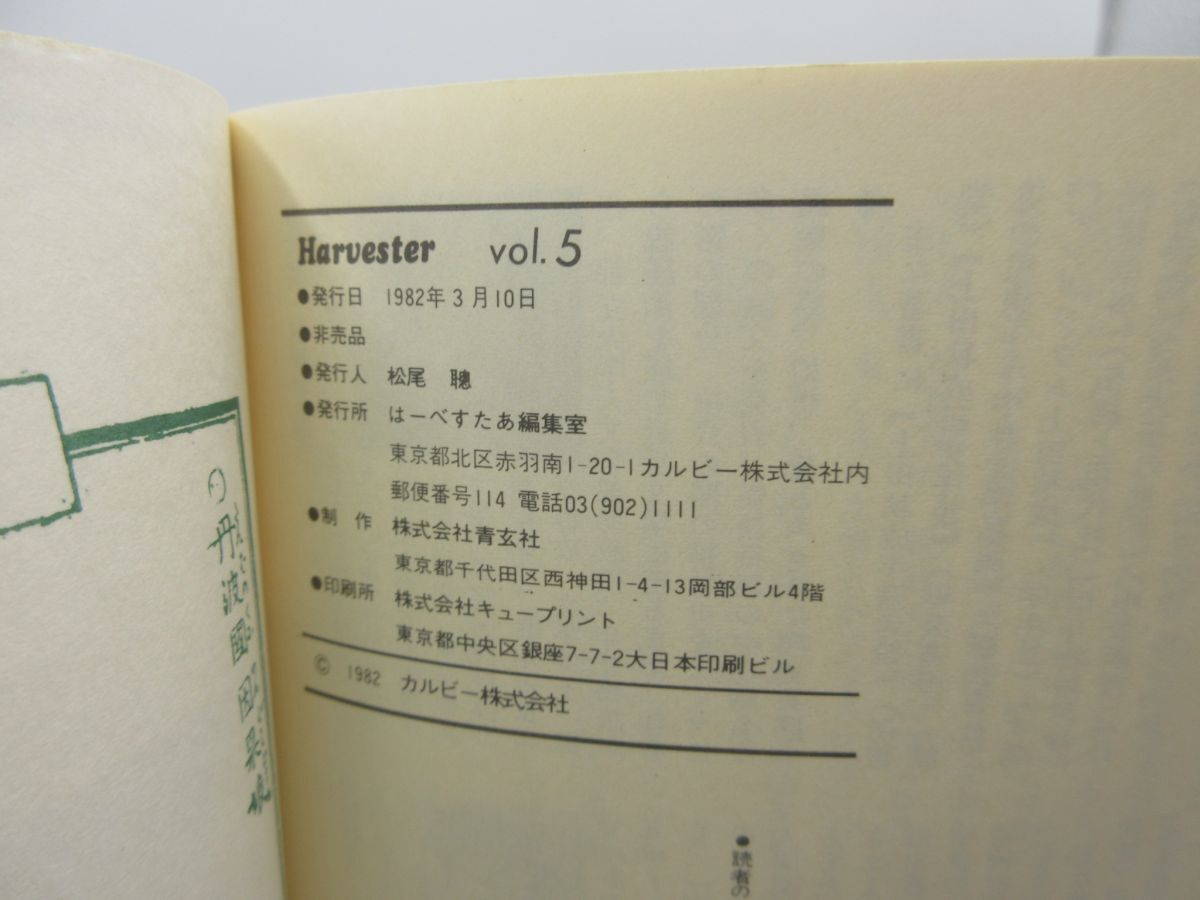 Harvester vol.5
●発行日 1982年3月10日
●非売品
●発行人 松尾 聰
●発行所 はーべすたあ編集室
東京都北区赤羽南1-20-1カルビー株式会社内
郵便番号114 電話03(902)1111
●制 作 株式会社青玄社
東京都千代田区西神田1-4-13岡部ビル4階
●印刷所 株式会社キュープリント
東京都中央区銀座7-7-2大日本印刷ビル
© 1982 カルビー株式会社
●読者の
丹波國因果娘